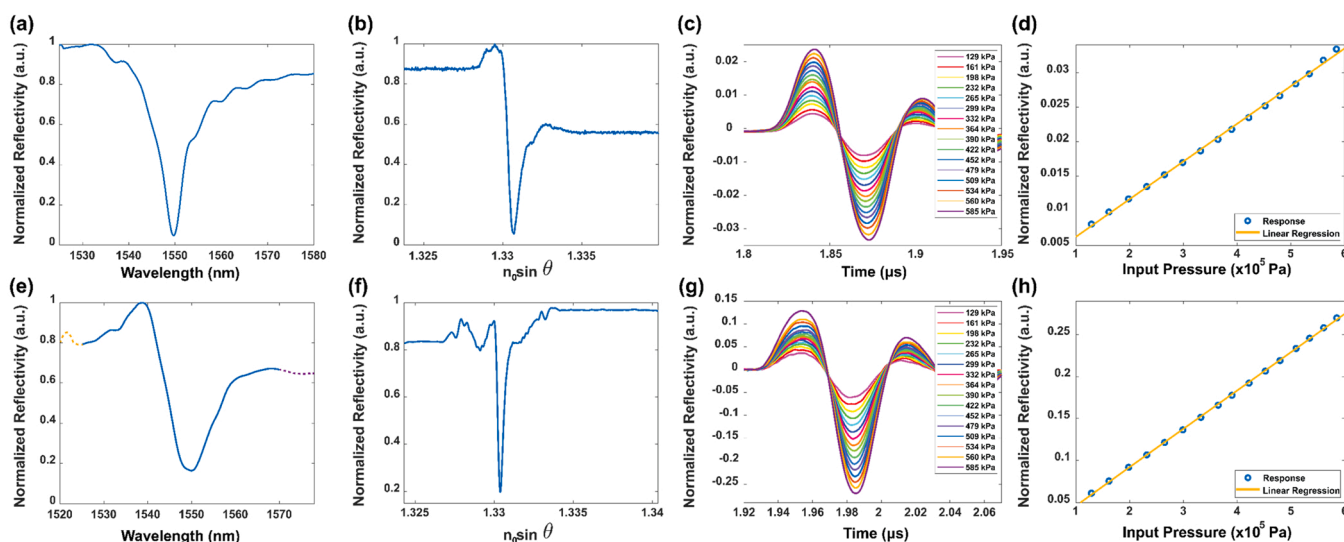 (a)
Normalized Reflectivity (a.u.)
1
0.8
0.6
0.4
0.2
0
1530 1540 1550 1560 1570 1580
Wavelength (nm)
(b)
Normalized Reflectivity (a.u.)
1
0.8
0.6
0.4
0.2
0
1.325 1.33 1.335
n₀sin θ
(c)
Normalized Reflectivity (a.u.)
0.02
0.01
0
-0.01
-0.02
-0.03
1.8 1.85 1.9 1.95
Time (µs)
129 kPa
161 kPa
198 kPa
232 kPa
265 kPa
299 kPa
332 kPa
364 kPa
390 kPa
422 kPa
452 kPa
479 kPa
509 kPa
534 kPa
560 kPa
585 kPa
(d)
Normalized Reflectivity (a.u.)
0.03
0.025
0.02
0.015
0.01
0.005
1 2 3 4 5 6
Input Pressure (x10⁵ Pa)
Response
Linear Regression
(e)
Normalized Reflectivity (a.u.)
1
0.8
0.6
0.4
0.2
0
1520 1530 1540 1550 1560 1570
Wavelength (nm)
(f)
Normalized Reflectivity (a.u.)
1
0.8
0.6
0.4
0.2
1.325 1.33 1.335 1.34
n₀sin θ
(g)
Normalized Reflectivity (a.u.)
0.15
0.1
0.05
0
-0.05
-0.1
-0.15
-0.2
-0.25
1.92 1.94 1.96 1.98 2 2.02 2.04 2.06
Time (µs)
129 kPa
161 kPa
198 kPa
232 kPa
265 kPa
299 kPa
332 kPa
364 kPa
390 kPa
422 kPa
452 kPa
479 kPa
509 kPa
534 kPa
560 kPa
585 kPa
(h)
Normalized Reflectivity (a.u.)
0.25
0.2
0.15
0.1
0.05
1 2 3 4 5 6
Input Pressure (x10⁵ Pa)
Response
Linear Regression